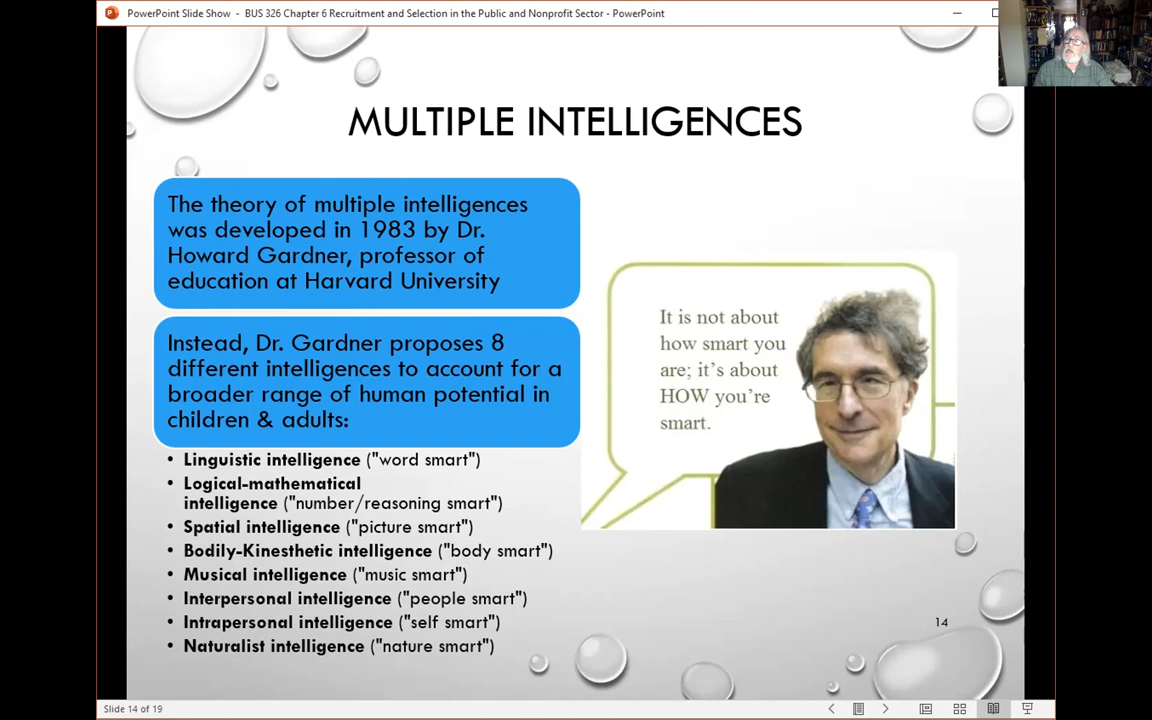 PowerPoint Slide Show - BUS 326 Chapter 6 Recruitment and Selection in the Public and Nonprofit Sector - PowerPoint
MULTIPLE INTELLIGENCES
The theory of multiple intelligences
was developed in 1983 by Dr.
Howard Gardner, professor of
education at Harvard University
Instead, Dr. Gardner proposes 8
different intelligences to account for a
broader range of human potential in
children & adults:
• Linguistic intelligence ("word smart")
• Logical-mathematical
intelligence ("number/reasoning smart")
• Spatial intelligence ("picture smart")
• Bodily-Kinesthetic intelligence ("body smart")
• Musical intelligence ("music smart")
• Interpersonal intelligence ("people smart")
• Intrapersonal intelligence ("self smart")
• Naturalist intelligence ("nature smart")
It is not about
how smart you
are; it’s about
HOW you’re
smart.
14
Slide 14 of 19